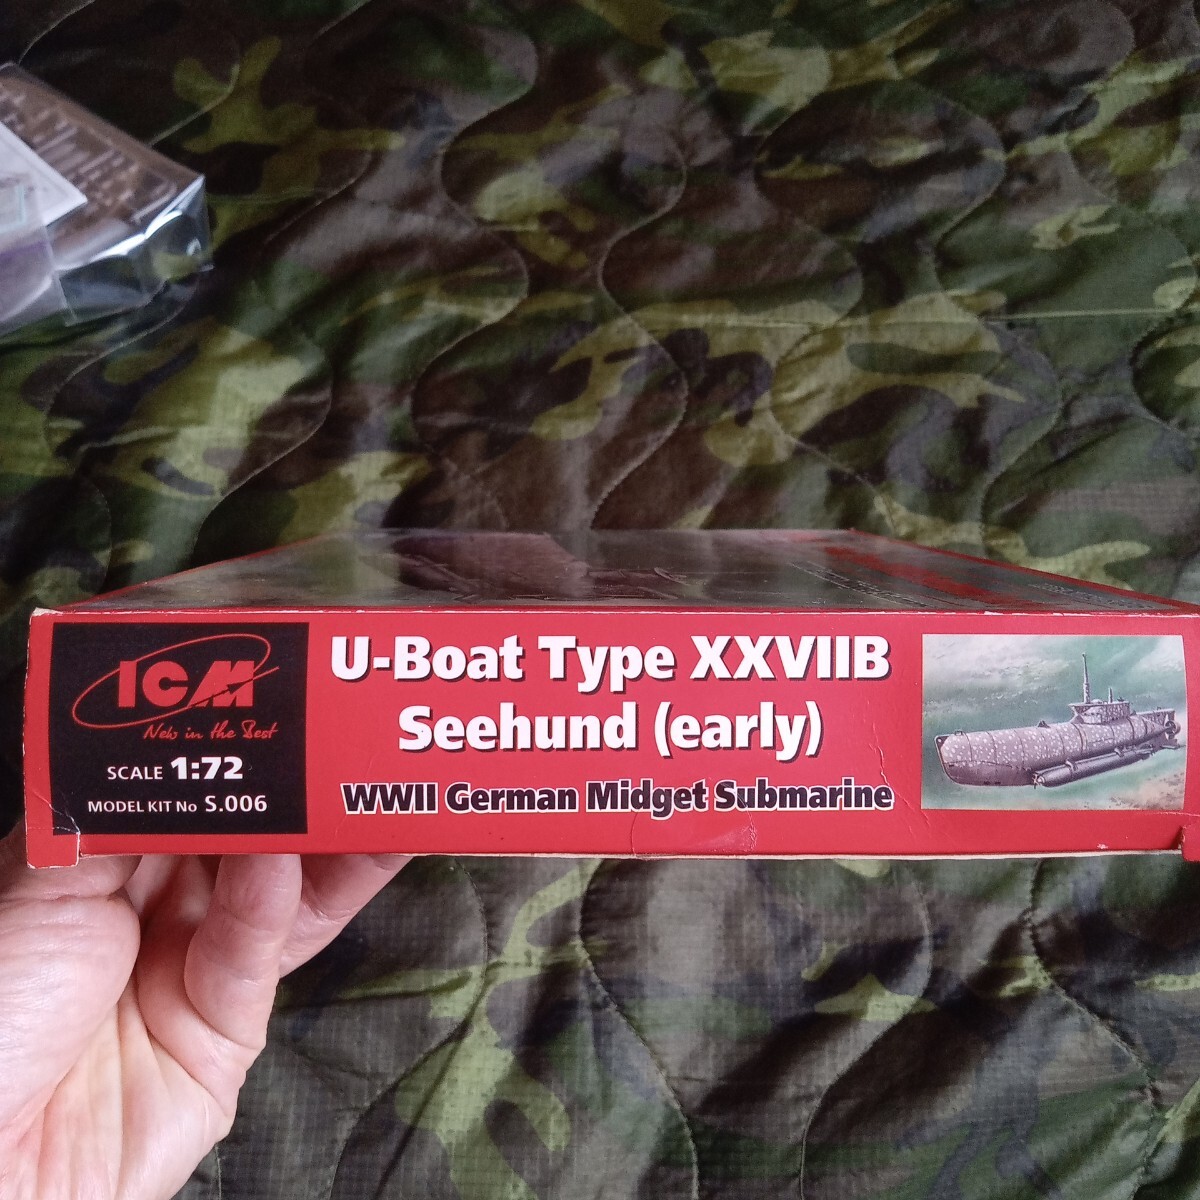 ICM
New in the Best
SCALE 1:72
MODEL KIT No S.006
U-Boat Type XXVIIB
Seehund (early)
WWII German Midget Submarine